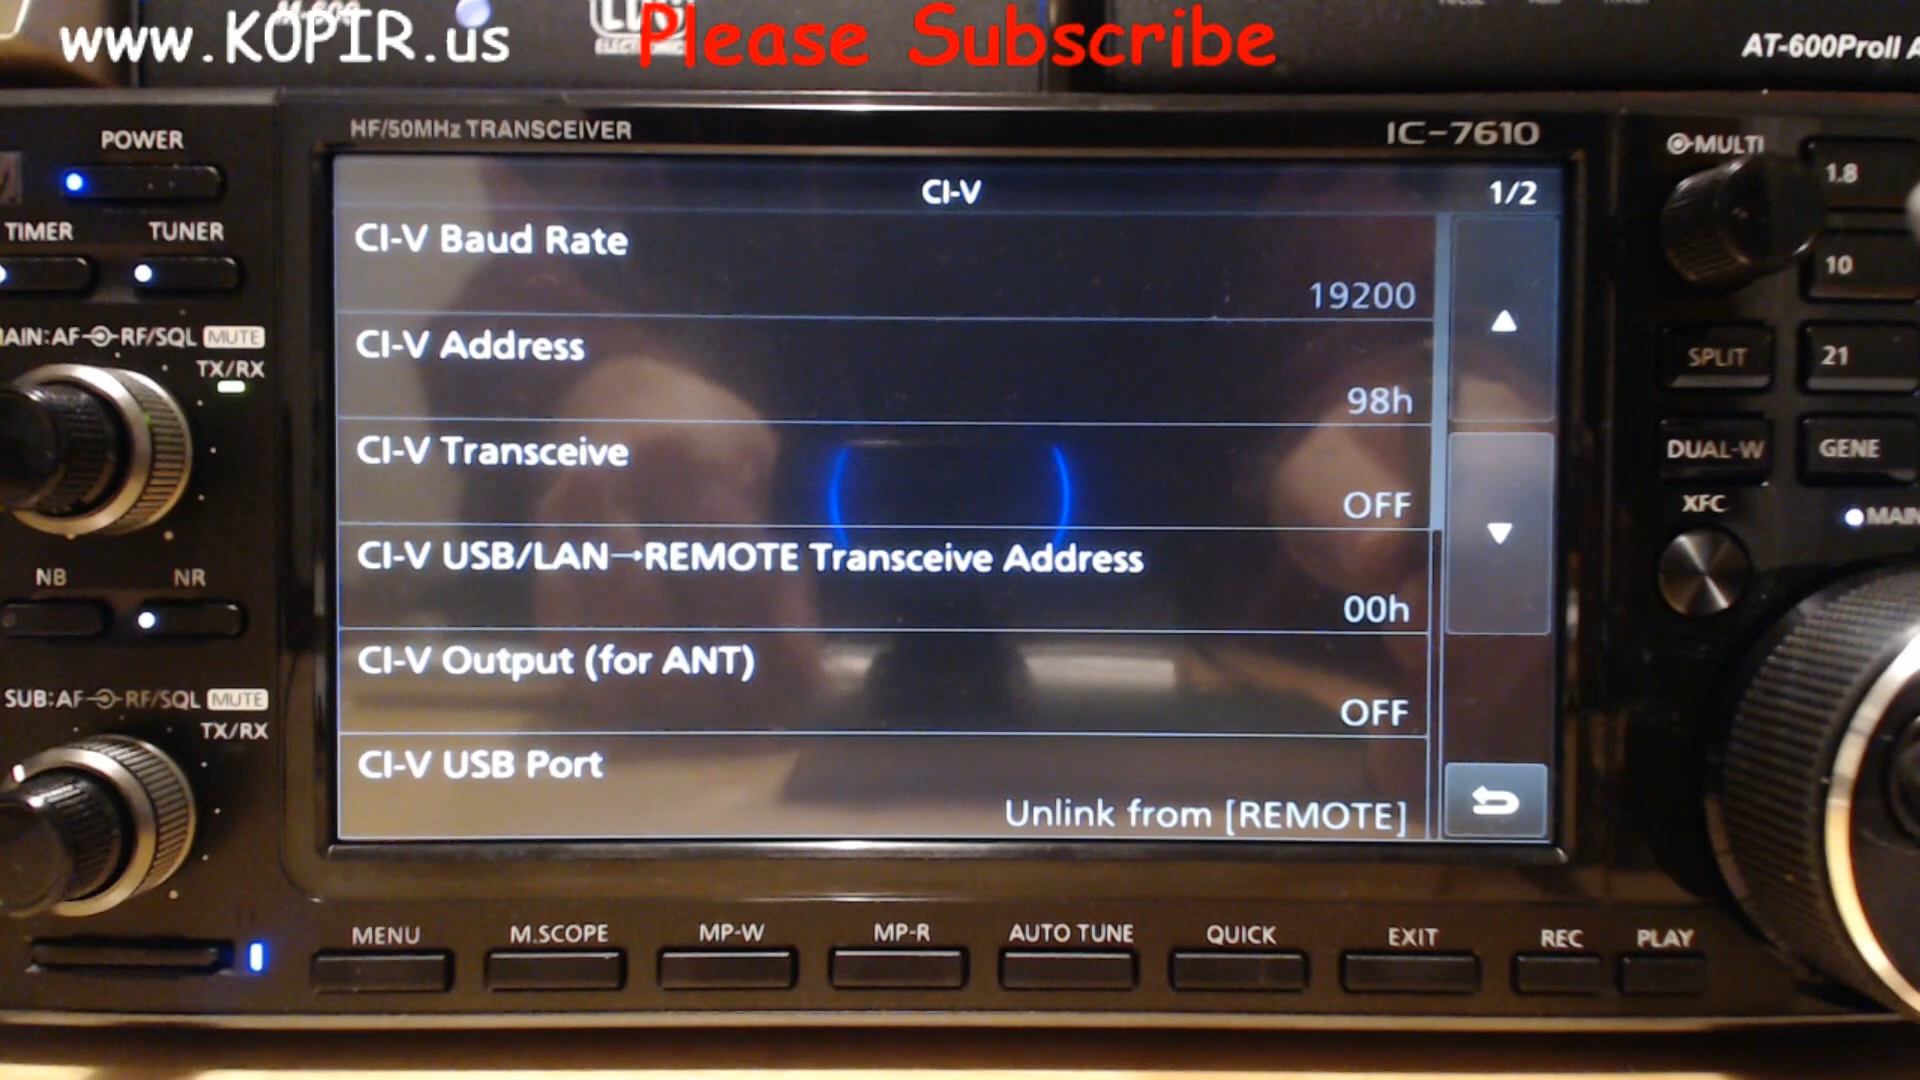 www.KOPIR.us
Please Subscribe
AT-600ProII A
HF/50MHz TRANSCEIVER
IC-7610
POWER
TIMER
TUNER
MAIN:AF RF/SQL MUTE
TX/RX
NB
NR
SUB:AF RF/SQL MUTE
TX/RX
CI-V
1/2
CI-V Baud Rate
19200
CI-V Address
98h
CI-V Transceive
OFF
CI-V USB/LAN→REMOTE Transceive Address
00h
CI-V Output (for ANT)
OFF
CI-V USB Port
Unlink from [REMOTE]
MULTI
1.8
10
SPLIT
21
DUAL-W
GENE
XFC
MAIN
MENU
M.SCOPE
MP-W
MP-R
AUTO TUNE
QUICK
EXIT
REC
PLAY